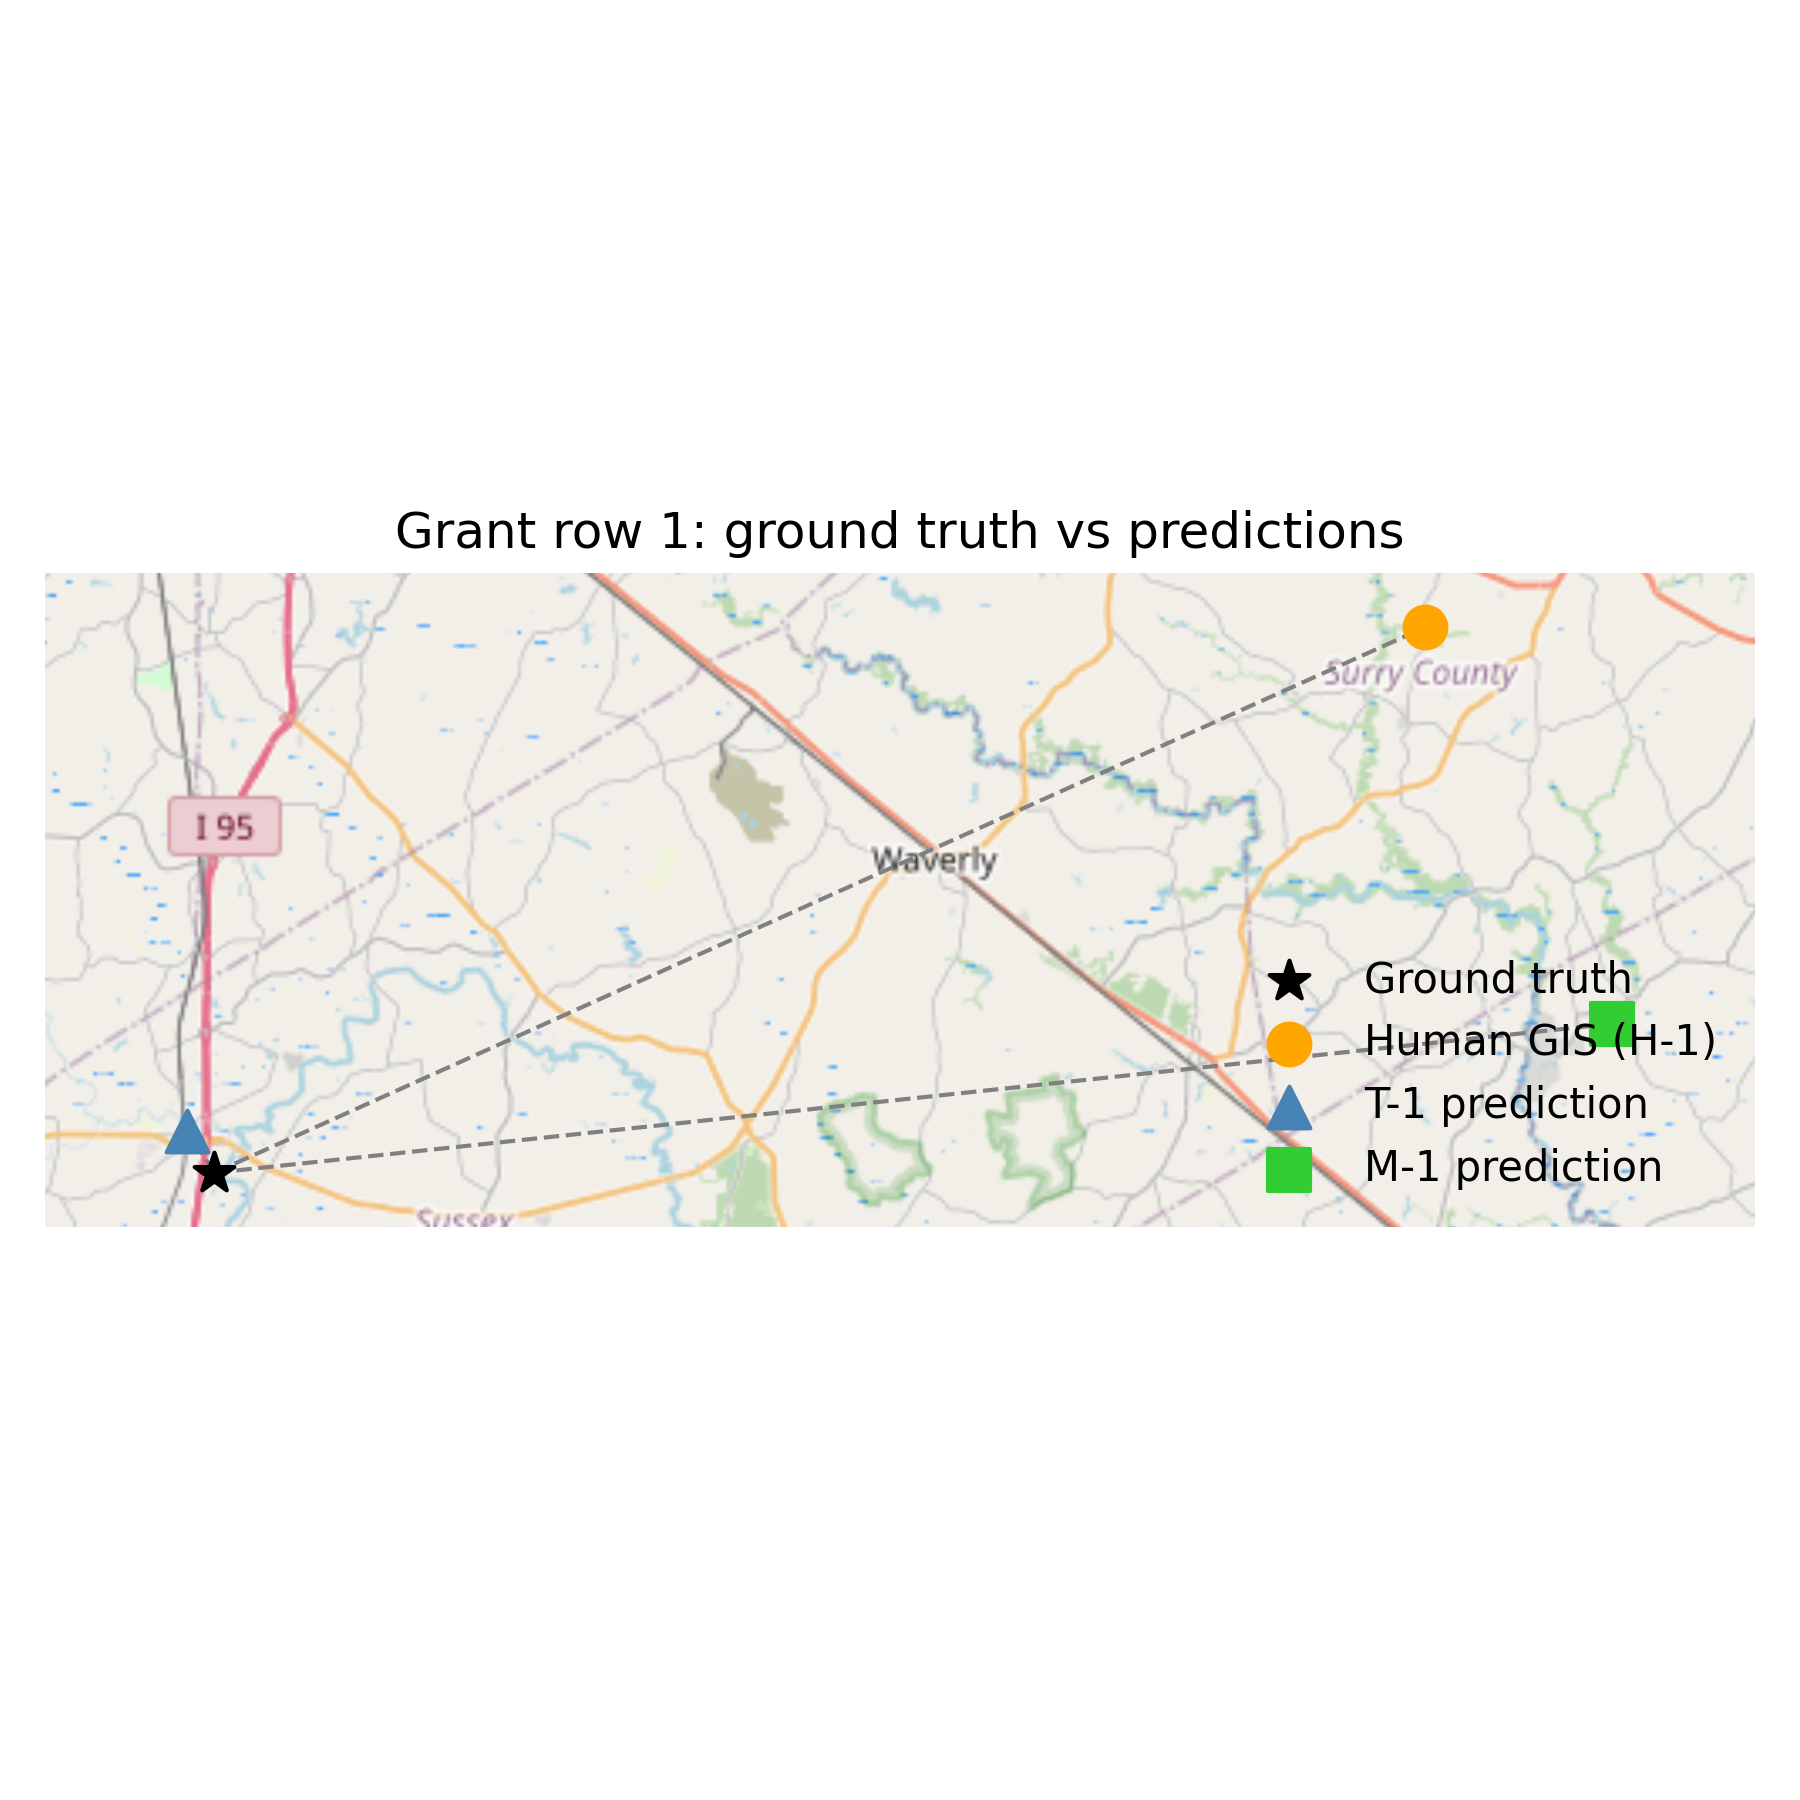 Grant row 1: ground truth vs predictions
Surry County
I 95
Waverly
Ground truth
Human GIS (H-1)
T-1 prediction
M-1 prediction
Sussex